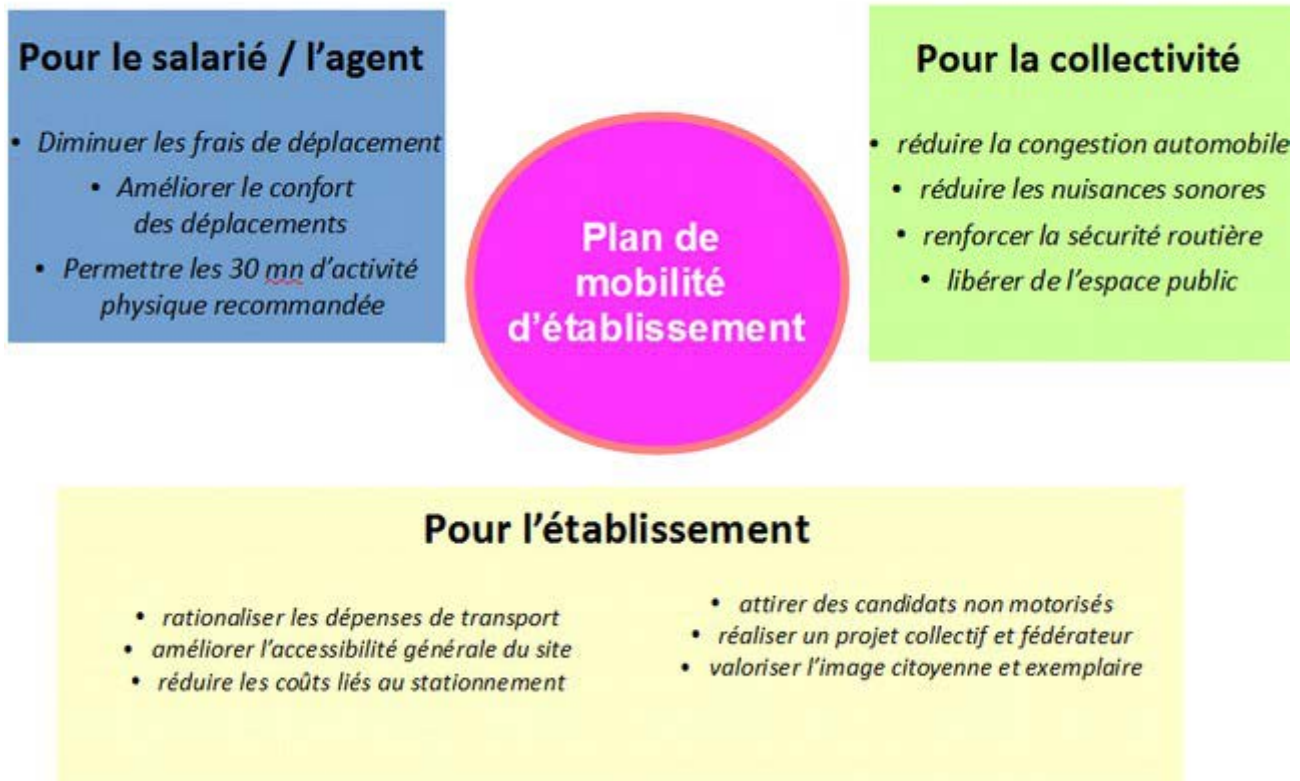 Pour le salarié / l'agent
• Diminuer les frais de déplacement
• Améliorer le confort
des déplacements
• Permettre les 30 mn d'activité
physique recommandée
Pour la collectivité
• réduire la congestion automobile
• réduire les nuisances sonores
• renforcer la sécurité routière
• libérer de l'espace public
Plan de
mobilité
d'établissement
Pour l'établissement
• rationaliser les dépenses de transport
• améliorer l'accessibilité générale du site
• réduire les coûts liés au stationnement
• attirer des candidats non motorisés
• réaliser un projet collectif et fédérateur
• valoriser l'image citoyenne et exemplaire